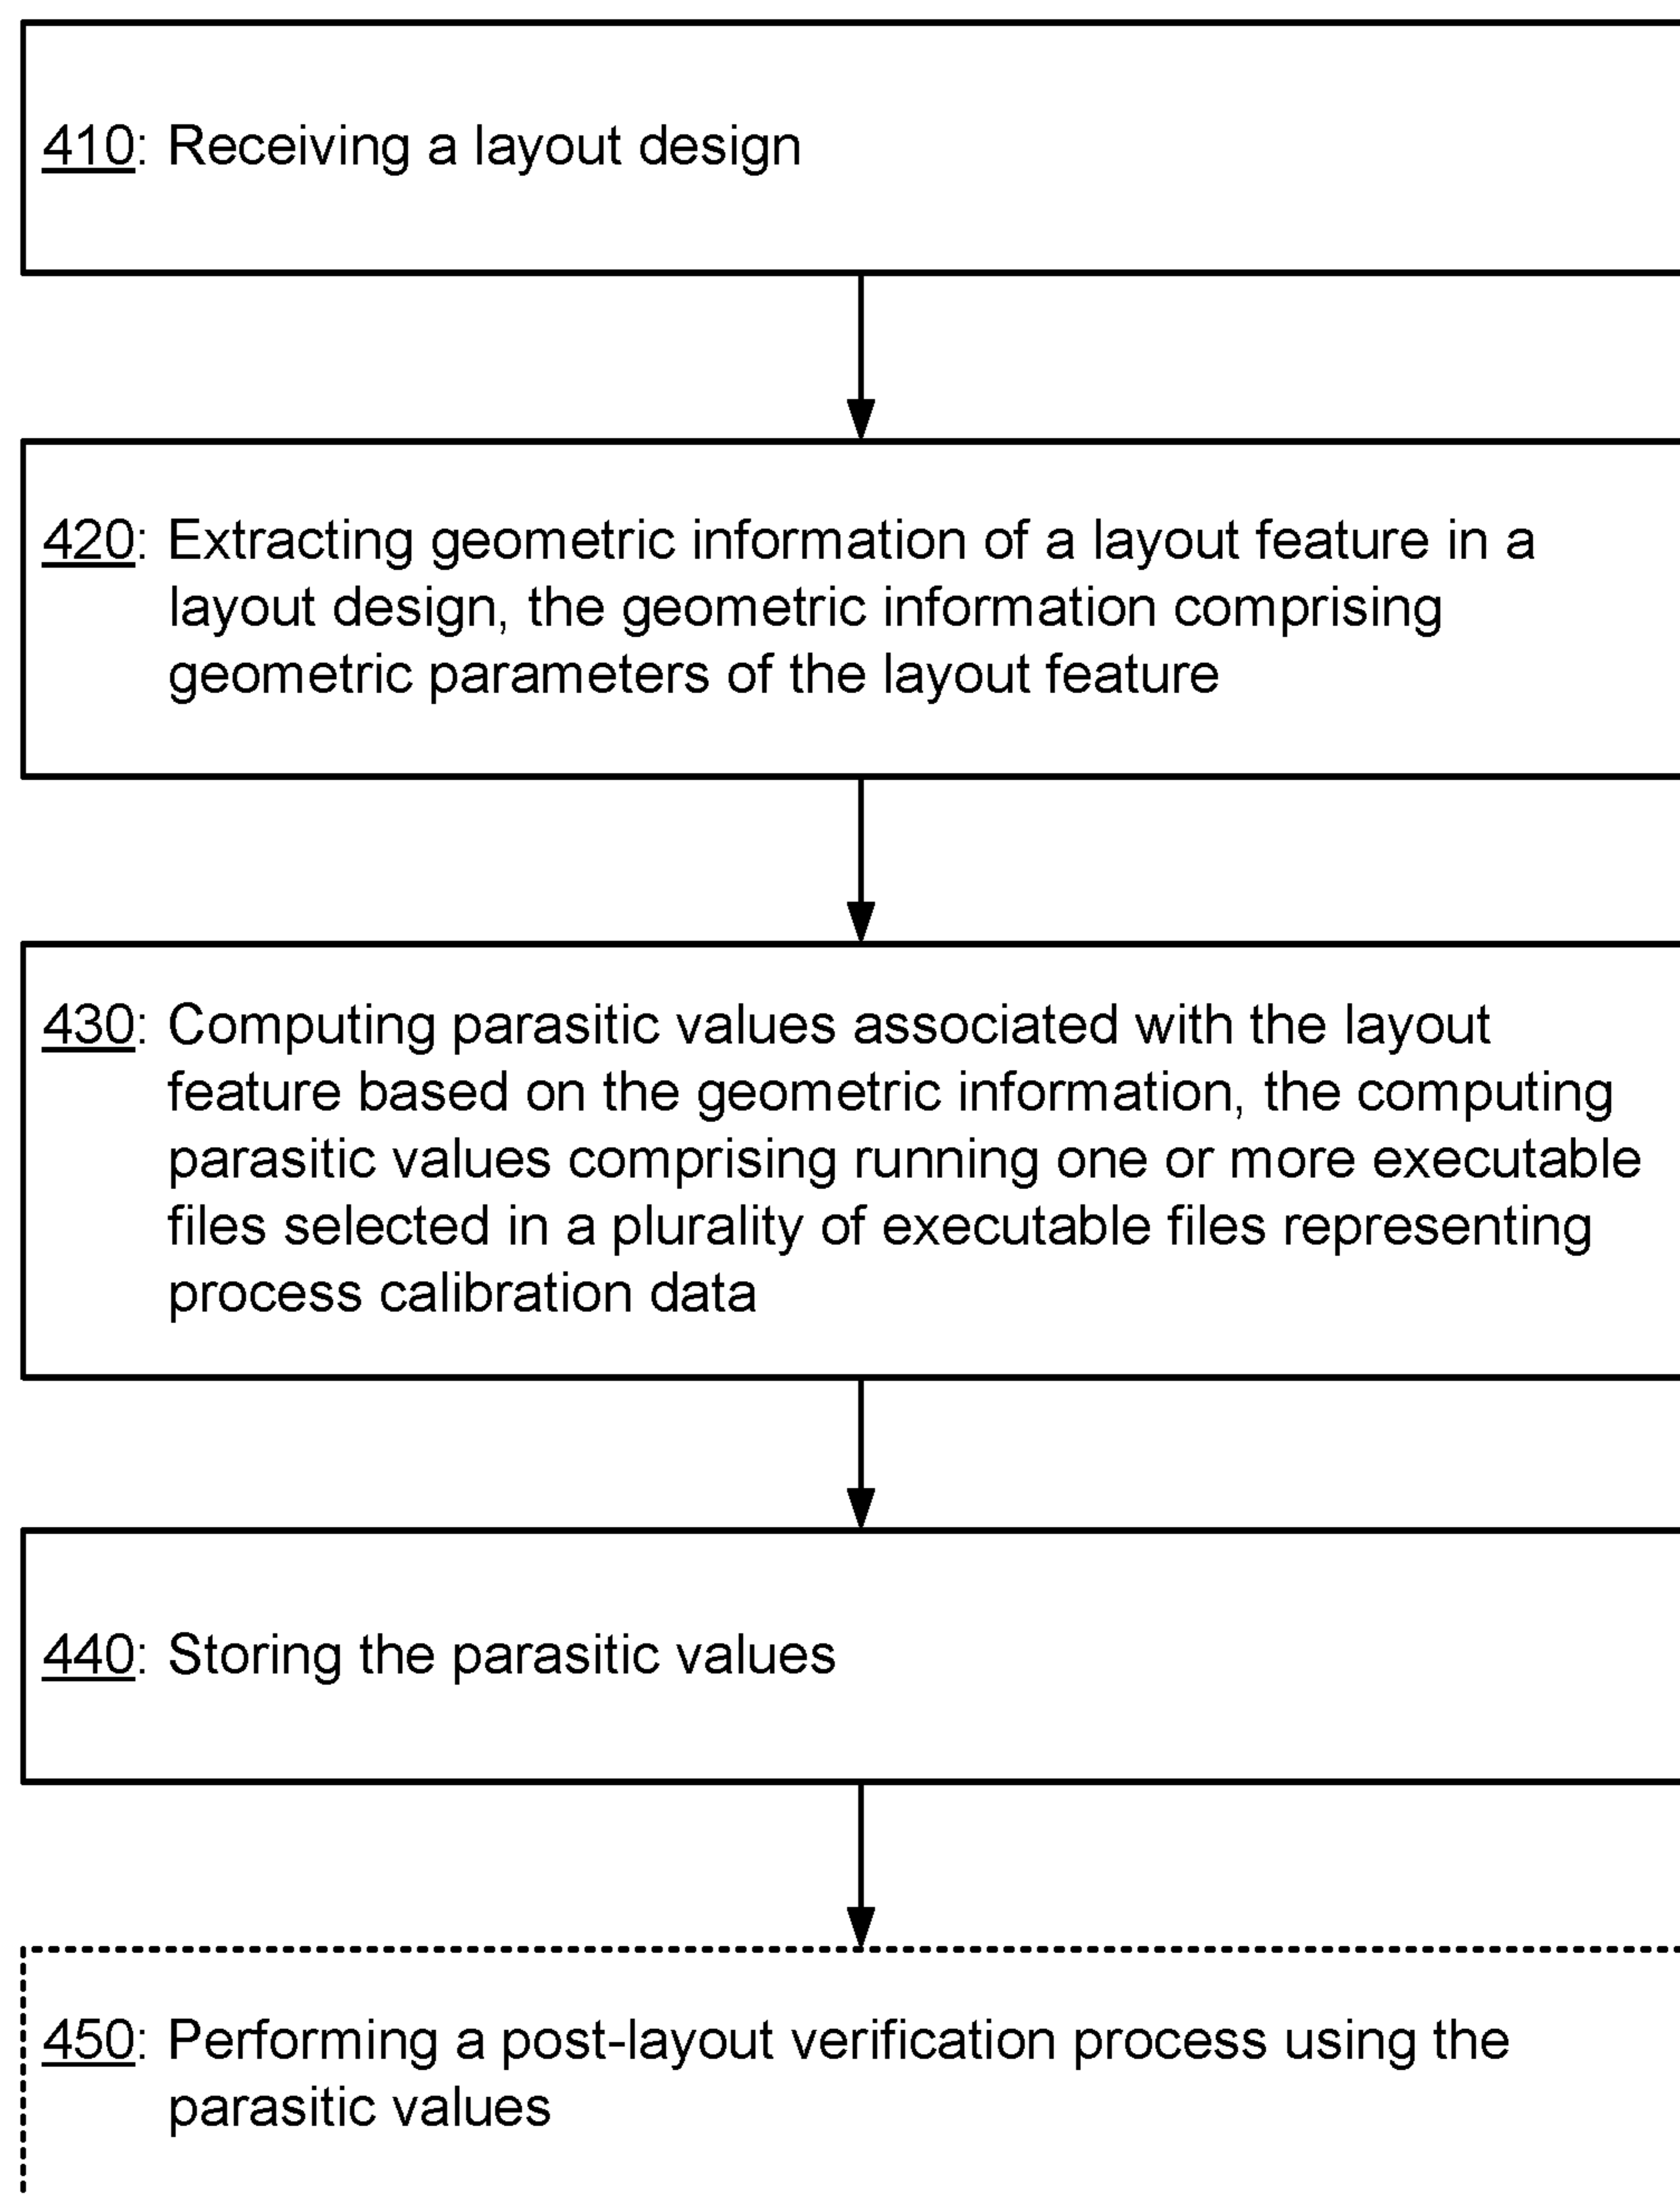 410: Receiving a layout design
420: Extracting geometric information of a layout feature in a
layout design, the geometric information comprising
geometric parameters of the layout feature
430: Computing parasitic values associated with the layout
feature based on the geometric information, the computing
parasitic values comprising running one or more executable
files selected in a plurality of executable files representing
process calibration data
440: Storing the parasitic values
450: Performing a post-layout verification process using the
parasitic values